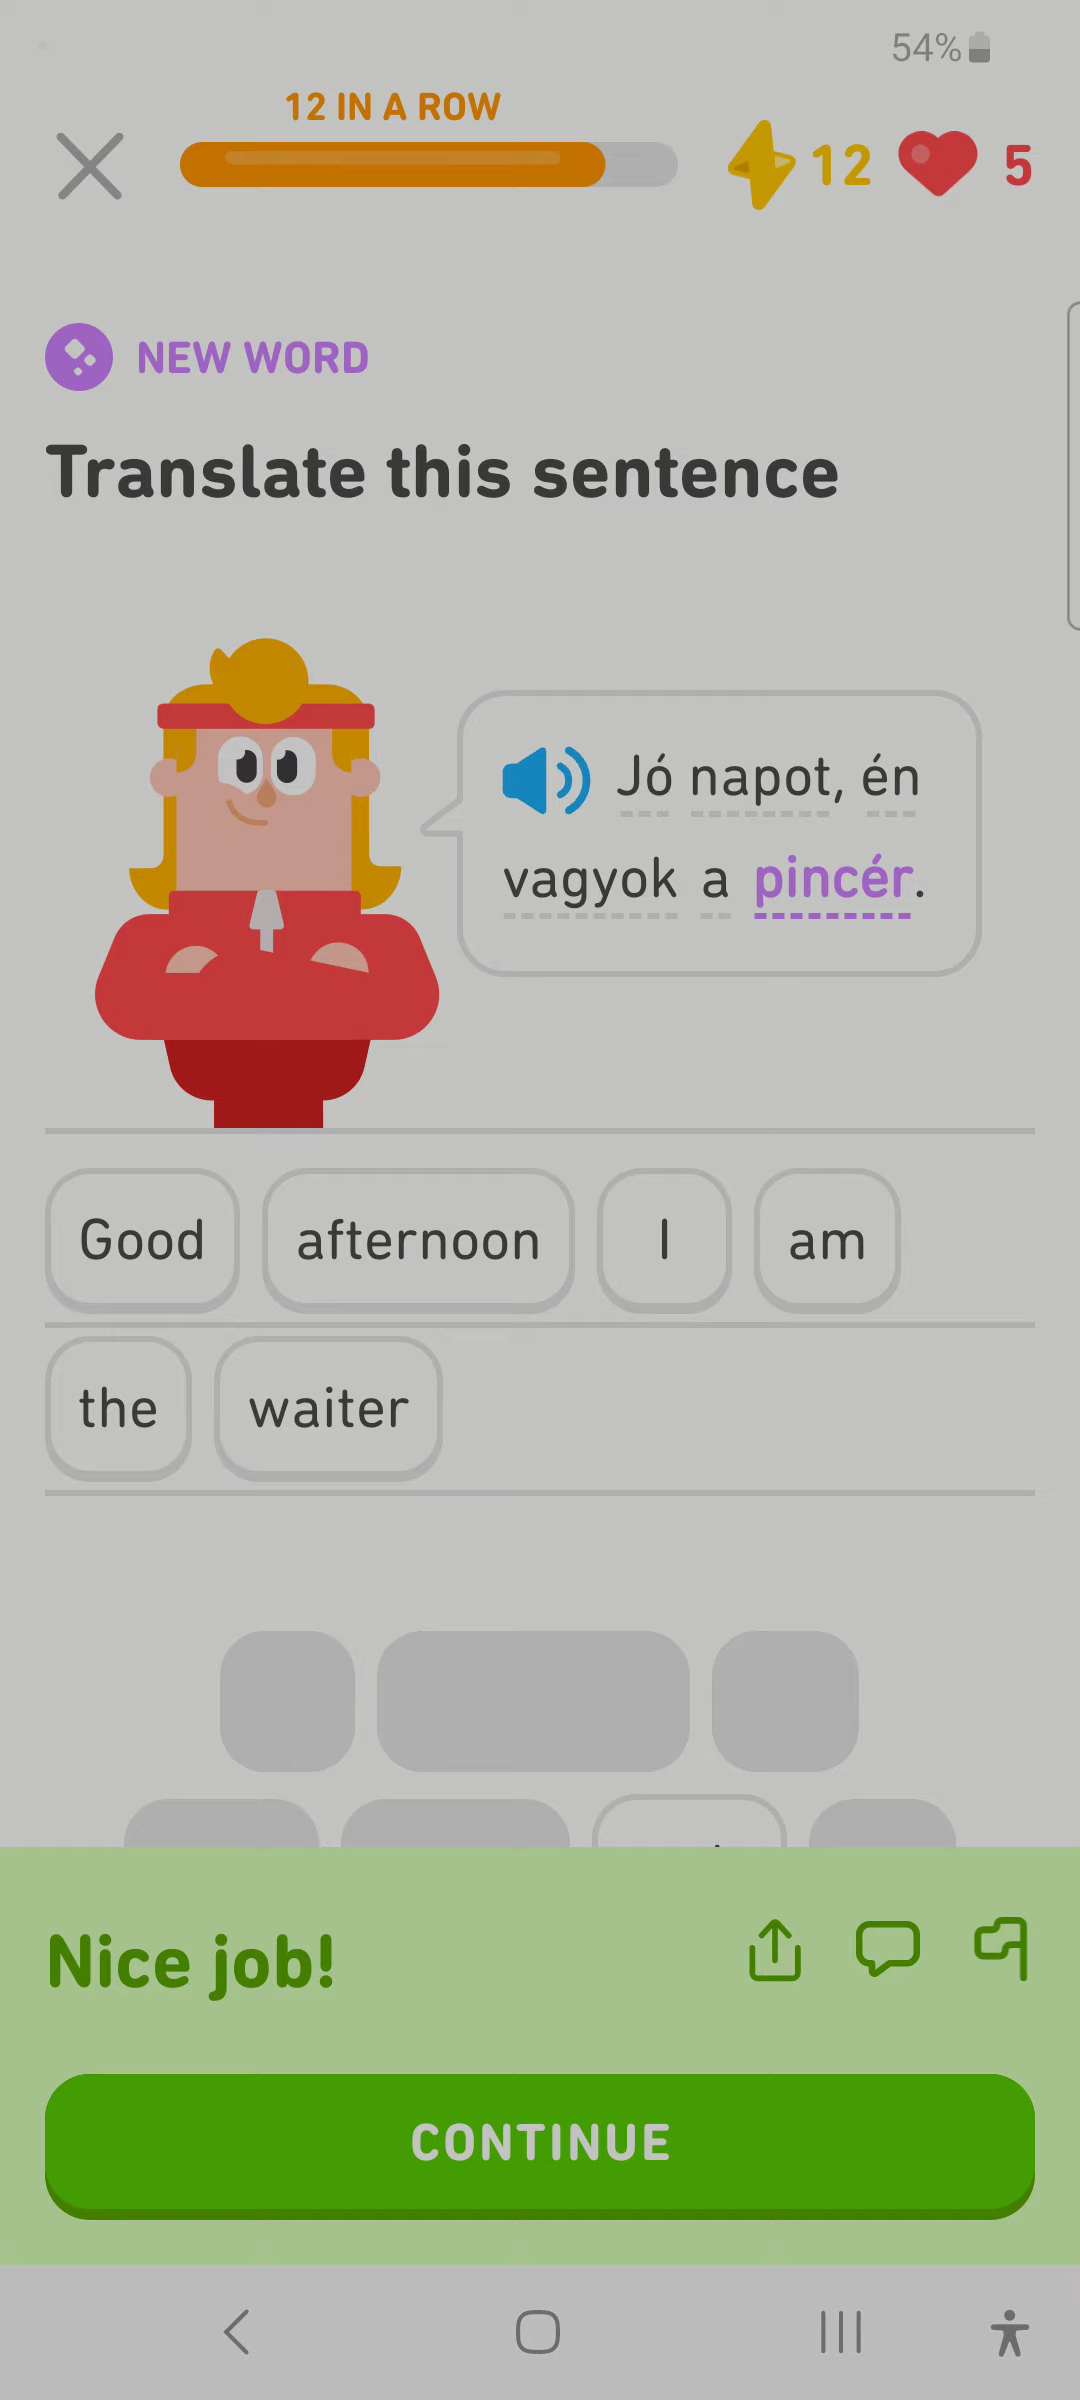 54%
12 IN A ROW
12
5
NEW WORD
Translate this sentence
Jó napot, én
vagyok a pincér.
Good afternoon I am
the waiter
Nice job!
CONTINUE